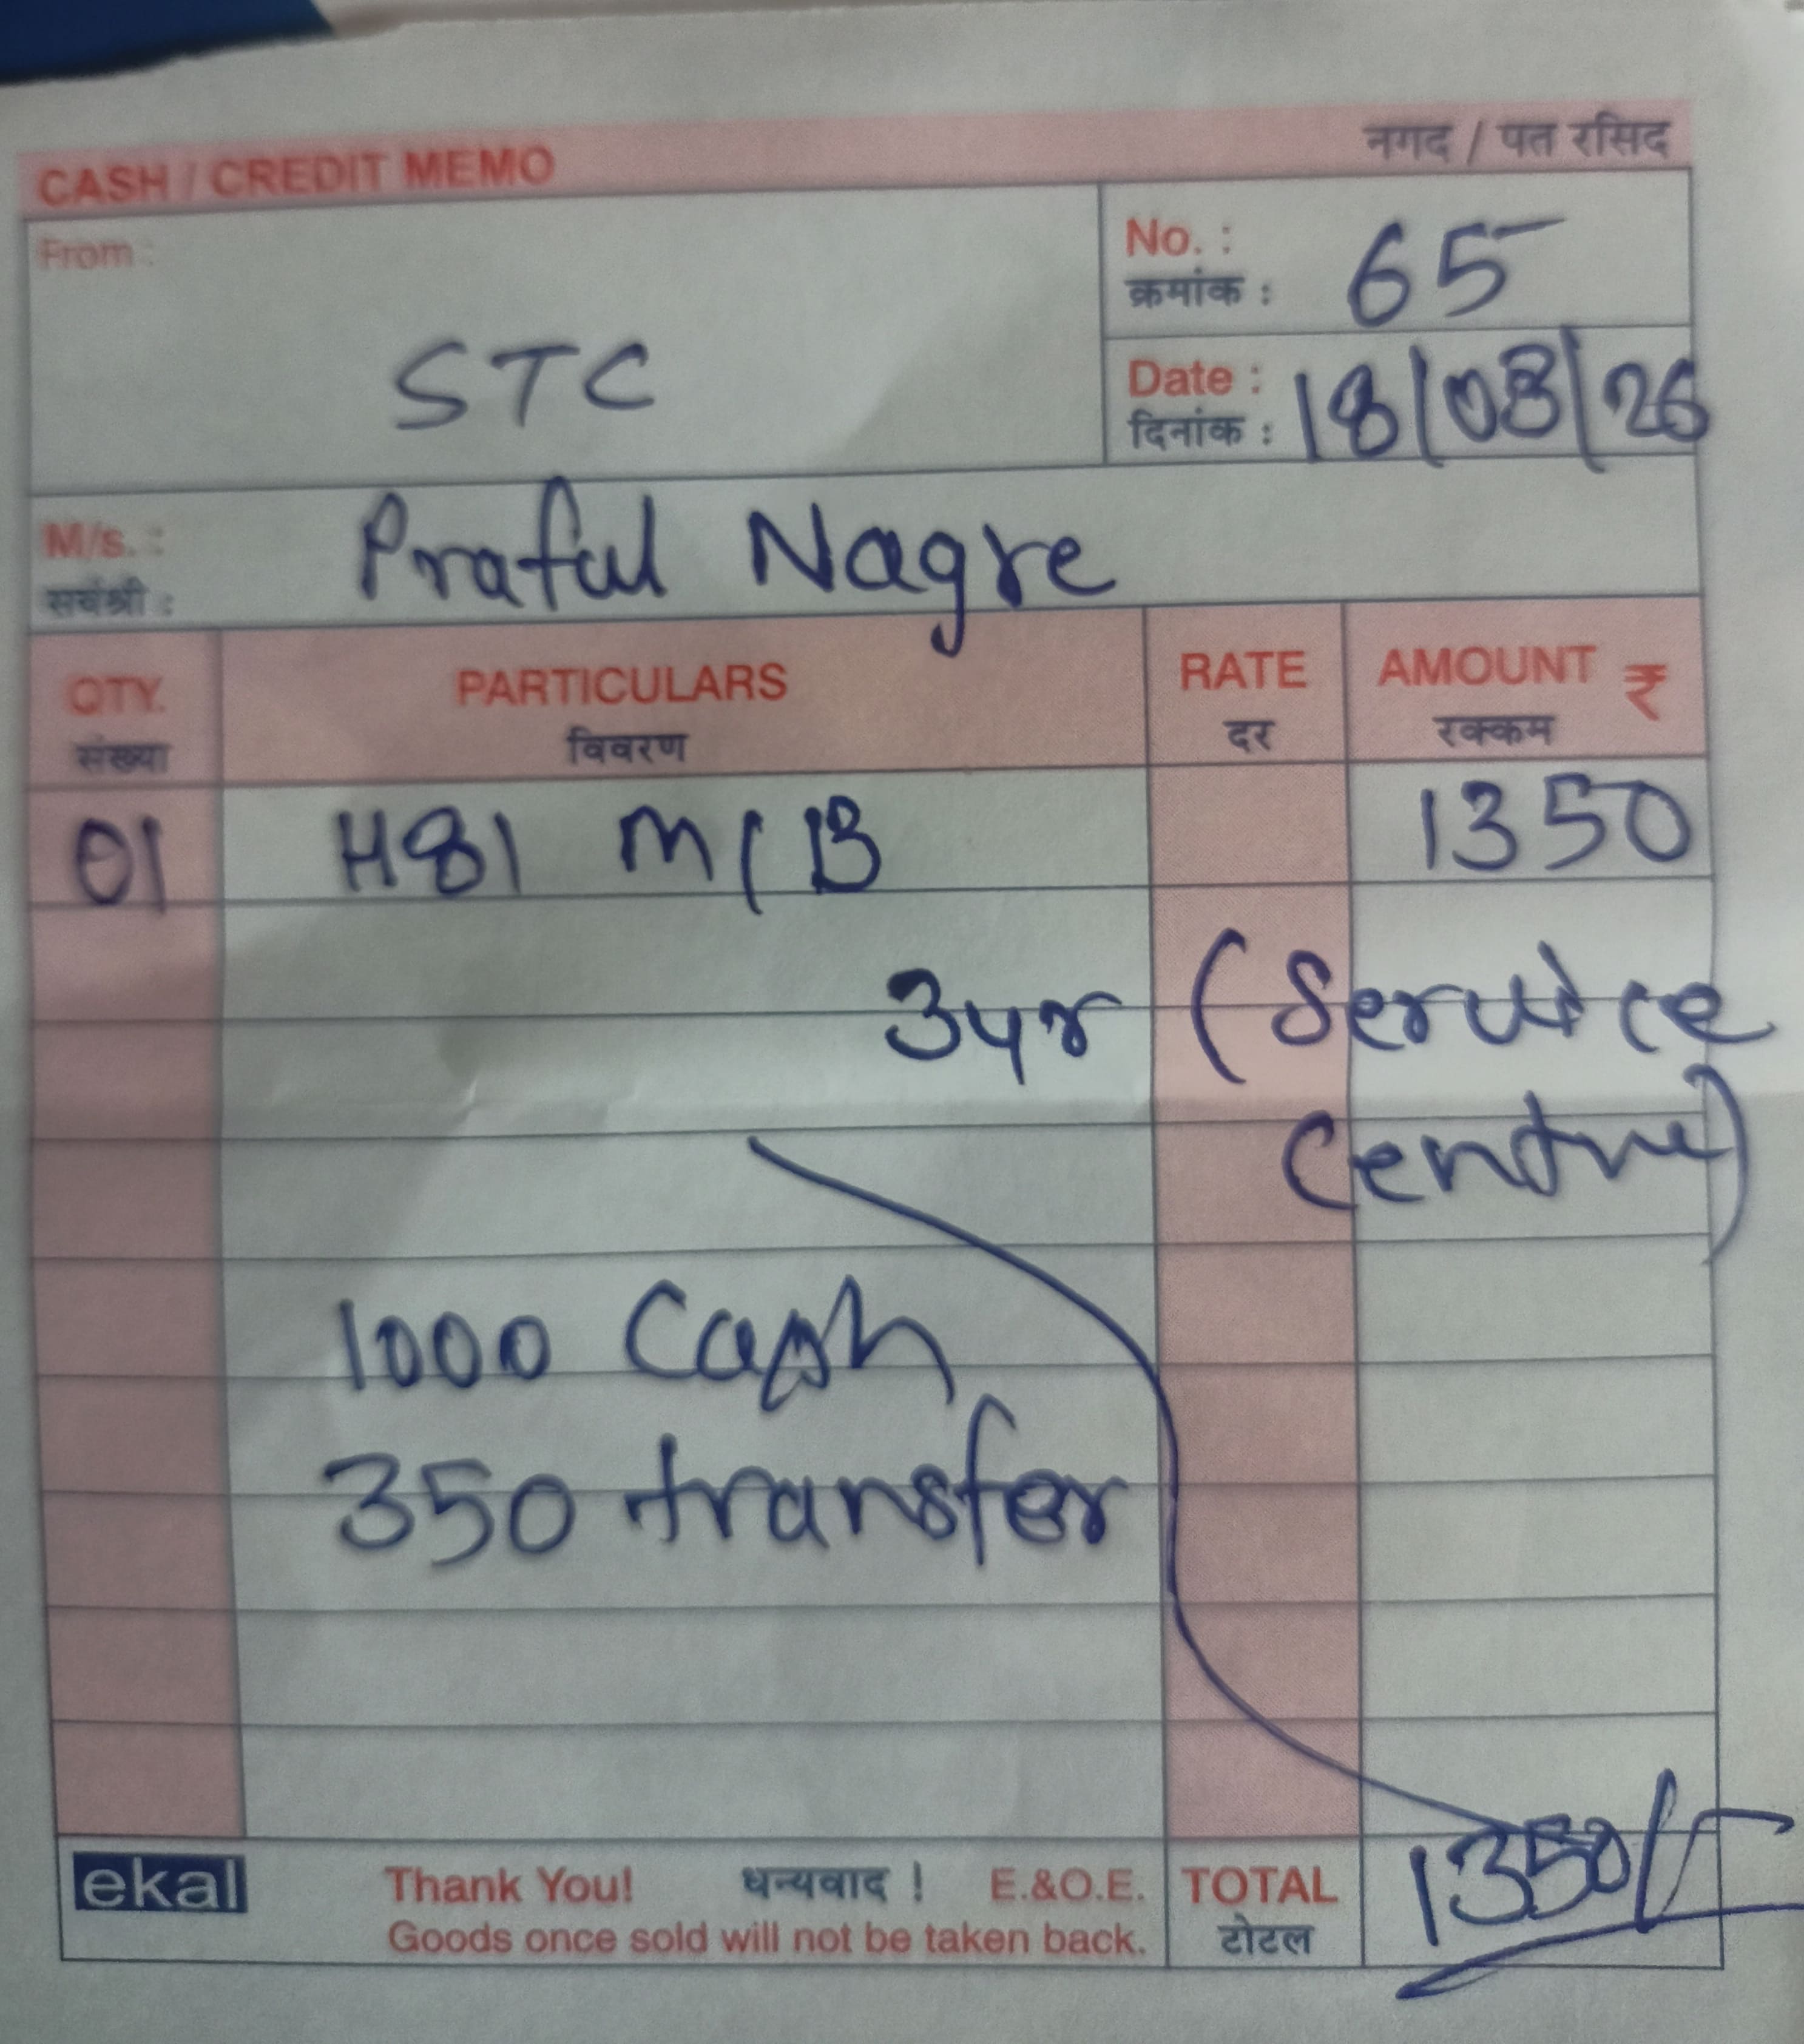 CASH / CREDIT MEMO नगद / पत रसिद
From :
STC
No. : 65
क्रमांक :
Date : 18/08/26
दिनांक :
M/s. : Praful Nagre
सर्वश्री :
QTY. PARTICULARS RATE AMOUNT ₹
संख्या विवरण दर रक्कम
01 H81 M/B 1350
3yr (Service
Centre)
1000 Cash
350 transfer
ekal Thank You! धन्यवाद ! E.&O.E. TOTAL 1350/-
Goods once sold will not be taken back. टोटल